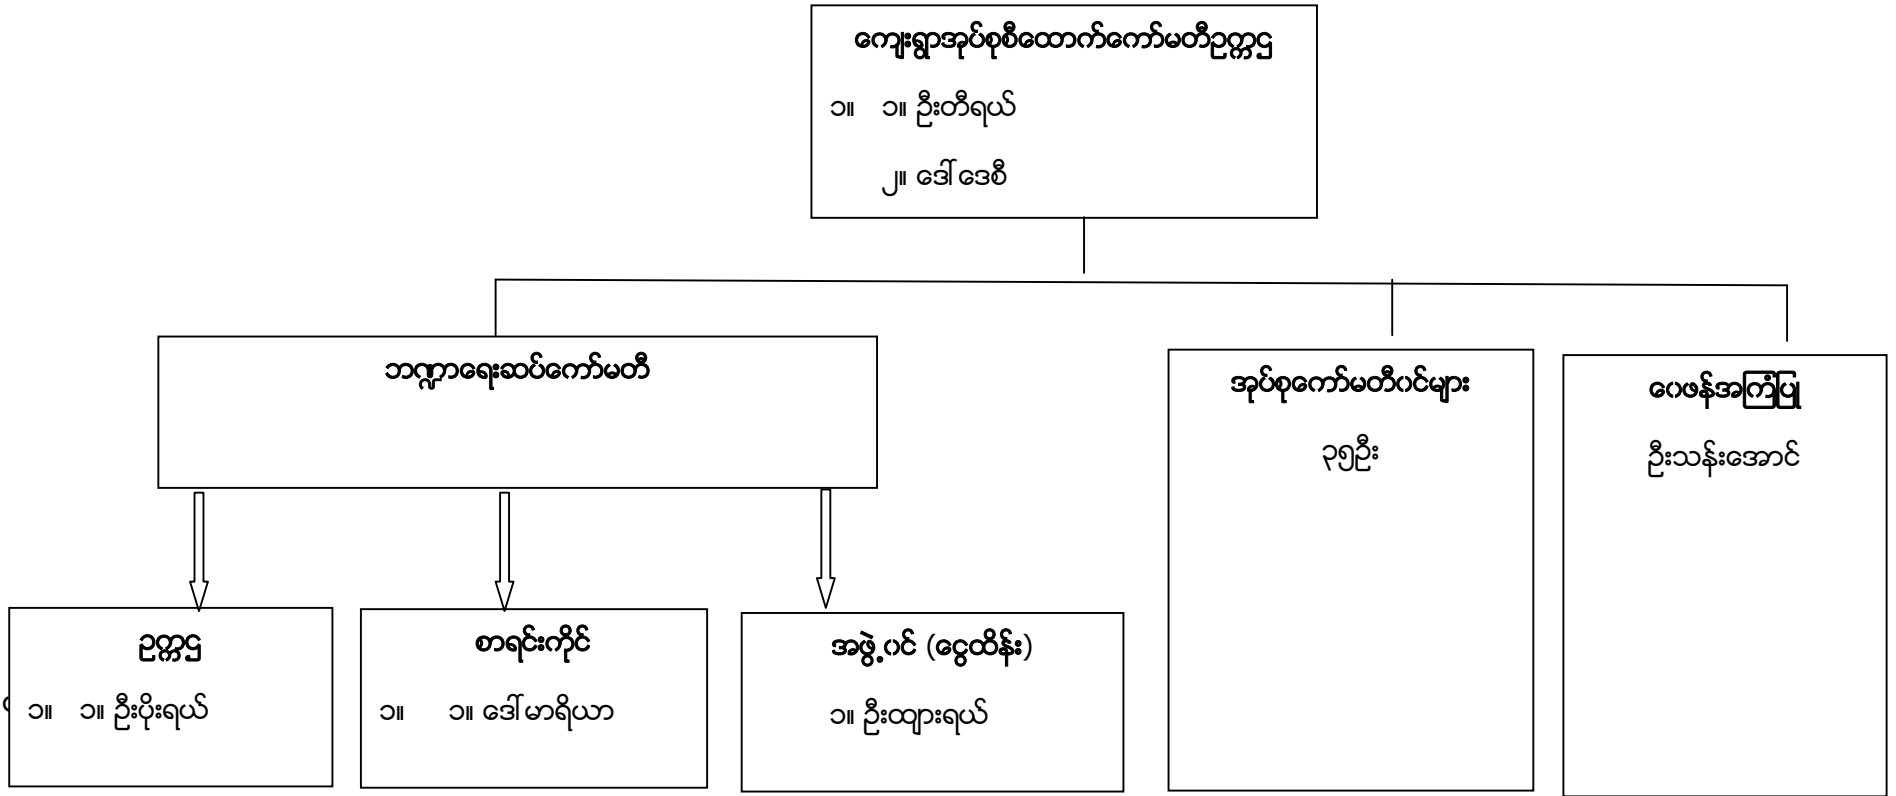 ကျေးရွာအုပ်စုစီထောက်ကော်မတီဥက္ကဌ
၁။ ၁။ ဦးတီရယ်
၂။ ဒေါ်ဒေစီ
ဘဏ္ဍာရေးဆပ်ကော်မတီ
အုပ်စုကော်မတီဝင်များ
၃၅ဦး
ဝေဖန်အကြံပြု
ဦးသန်းအောင်
ဥက္ကဌ
၁။ ၁။ ဦးပိုးရယ်
စာရင်းကိုင်
၁။ ၁။ ဒေါ်မာရိယာ
အဖွဲ့ဝင် (ငွေထိန်း)
၁။ ဦးထျားရယ်